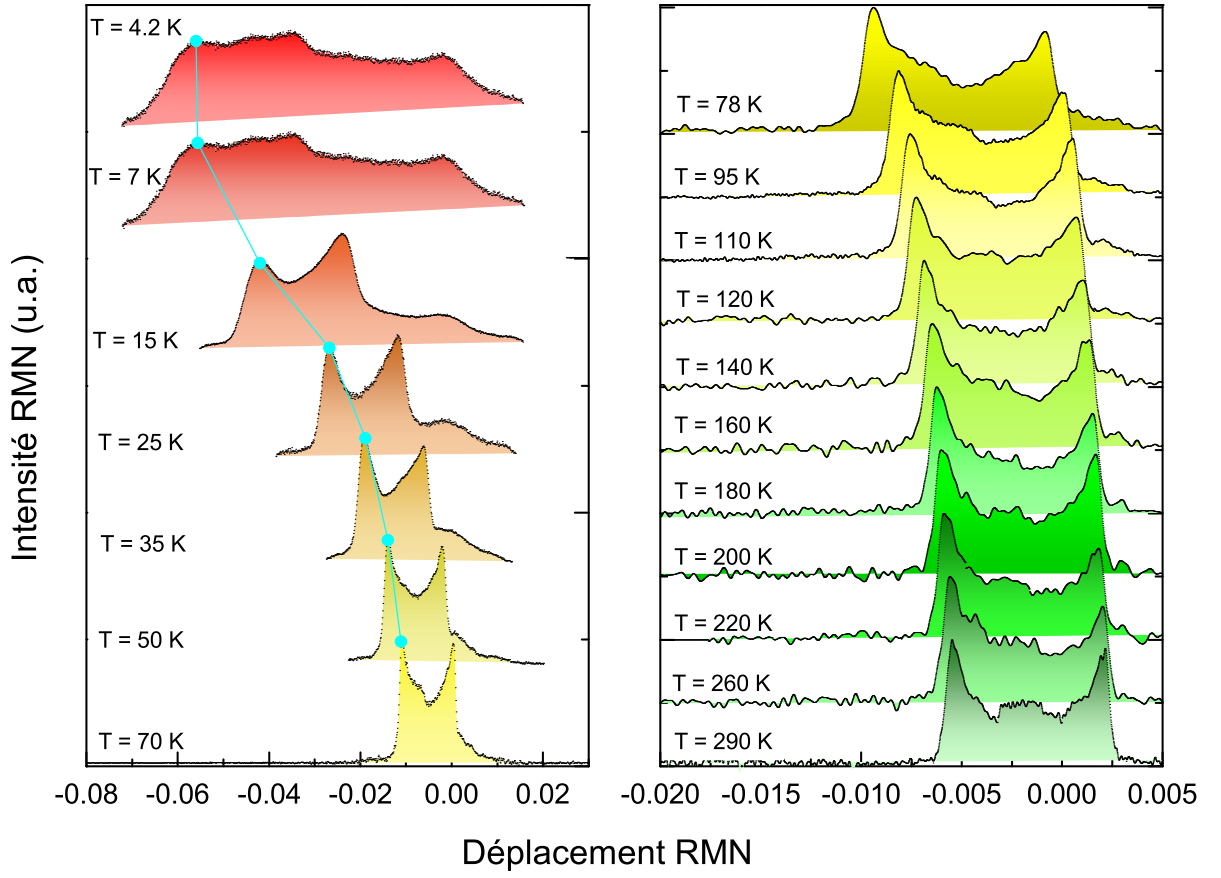 T = 4.2 K
T = 7 K
T = 15 K
T = 25 K
T = 35 K
T = 50 K
T = 70 K
-0.08 -0.06 -0.04 -0.02 0.00 0.02
T = 78 K
T = 95 K
T = 110 K
T = 120 K
T = 140 K
T = 160 K
T = 180 K
T = 200 K
T = 220 K
T = 260 K
T = 290 K
-0.020 -0.015 -0.010 -0.005 0.000 0.005
Intensité RMN (u.a.)
Déplacement RMN